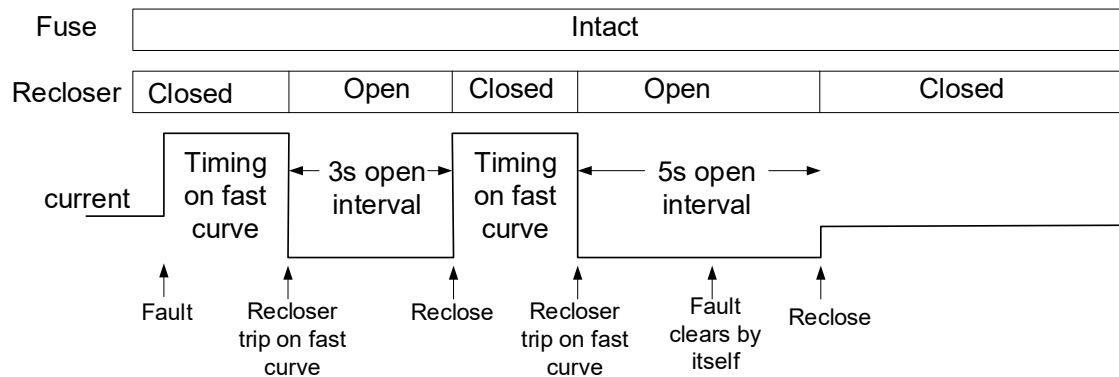 Fuse
Intact
Recloser
Closed
Open
Closed
Open
Closed
current
Timing
on fast
curve
3s open
interval
Timing
on fast
curve
5s open
interval
Fault
Recloser
trip on fast
curve
Reclose
Recloser
trip on fast
curve
Fault
clears by
itself
Reclose